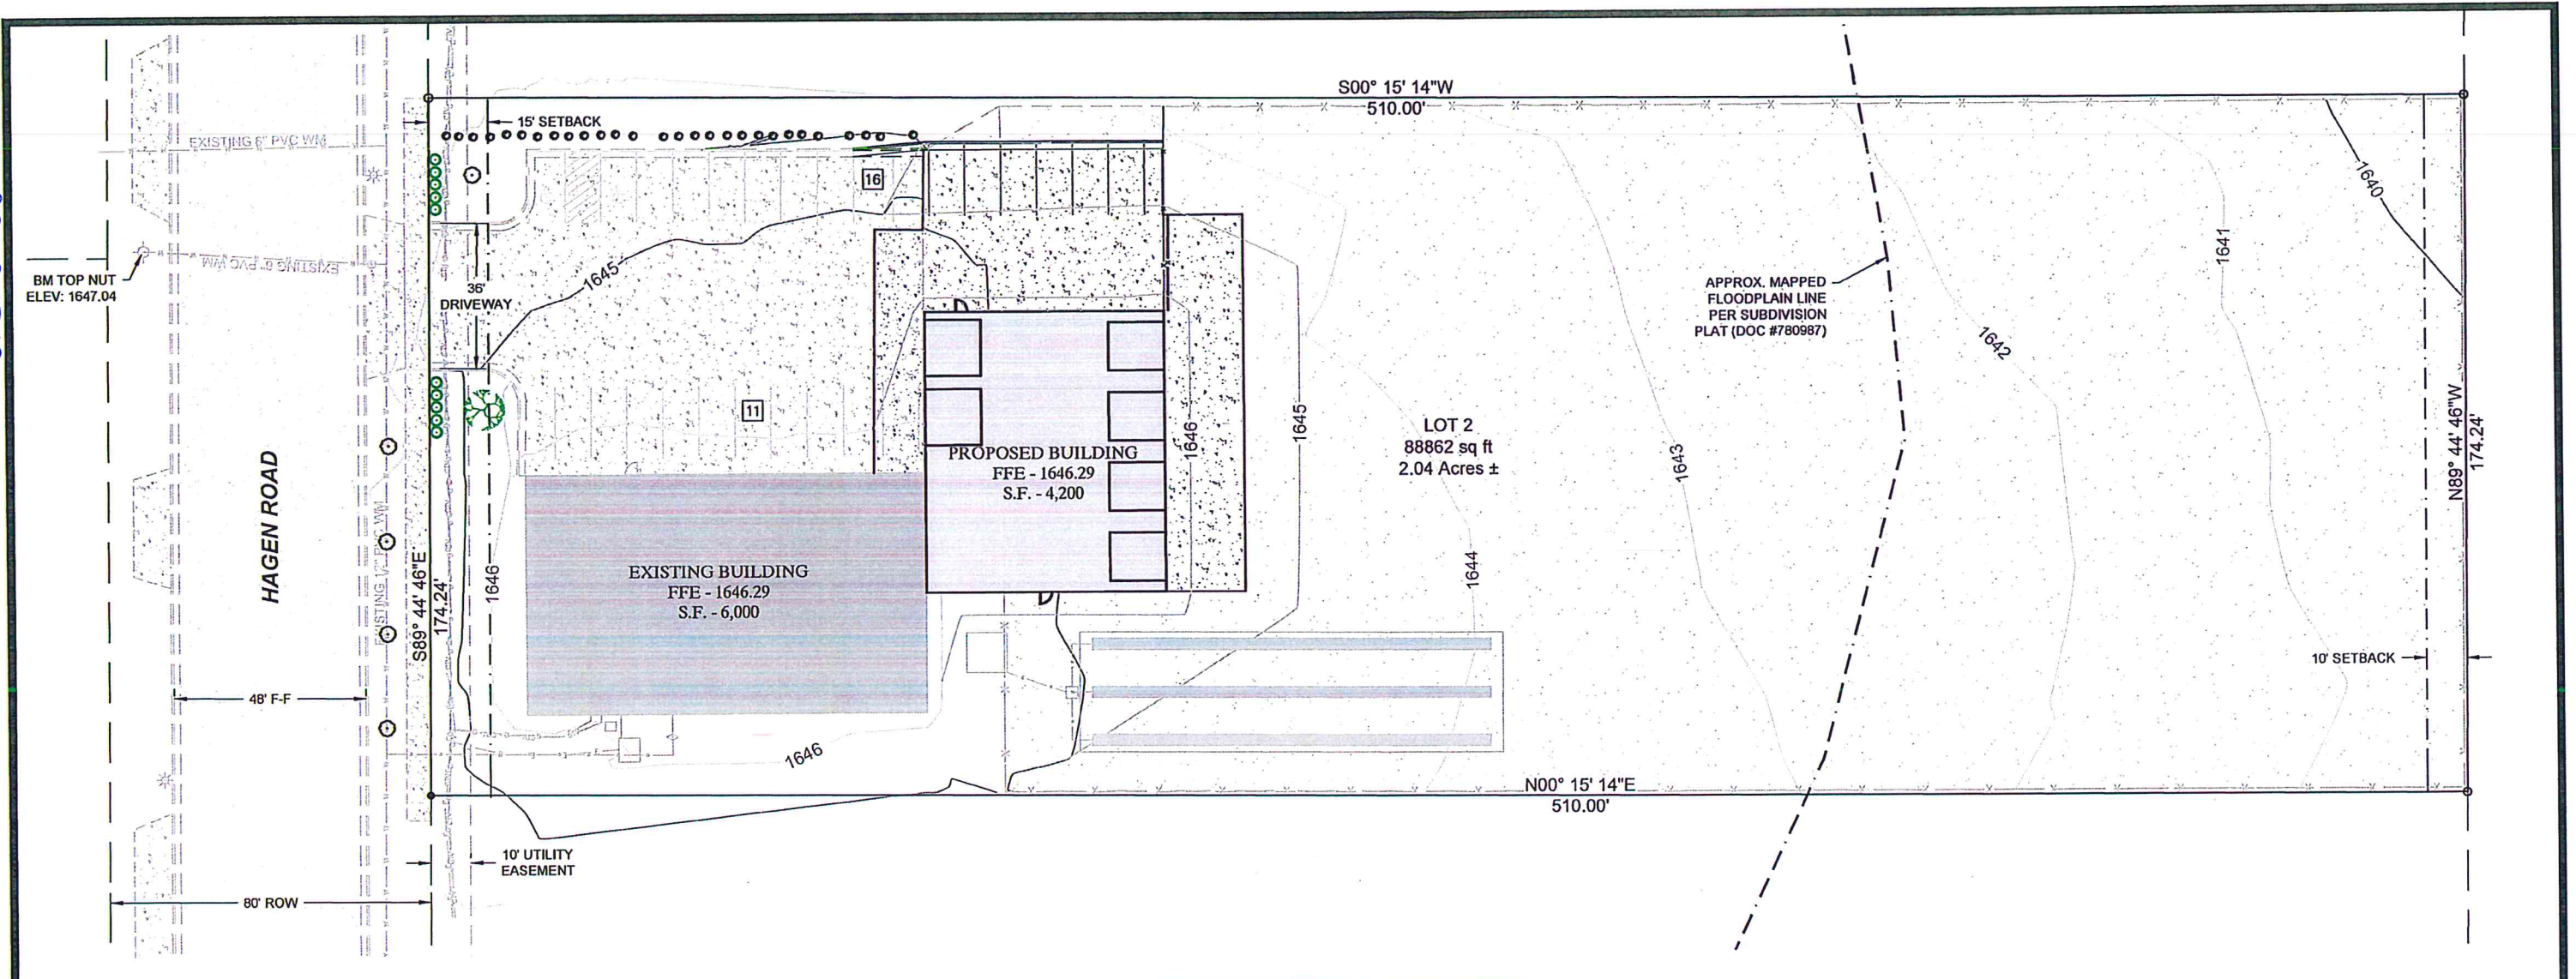 S00° 15' 14"W
510.00'
15' SETBACK
EXISTING 6" PVC WM
16
1640
EXISTING 6" PVC WM
1641
BM TOP NUT
ELEV: 1647.04
1645
36'
DRIVEWAY
APPROX. MAPPED
FLOODPLAIN LINE
PER SUBDIVISION
PLAT (DOC #780987)
1642
11
1646
1645
LOT 2
88862 sq ft
2.04 Acres ±
1643
N89° 44' 46"W
174.24'
PROPOSED BUILDING
FFE - 1646.29
S.F. - 4,200
HAGEN ROAD
EXISTING 12" PVC WM
S89° 44' 46"E
174.24'
1646
EXISTING BUILDING
FFE - 1646.29
S.F. - 6,000
1644
10' SETBACK
48' F-F
1646
N00° 15' 14"E
510.00'
10' UTILITY
EASEMENT
80' ROW